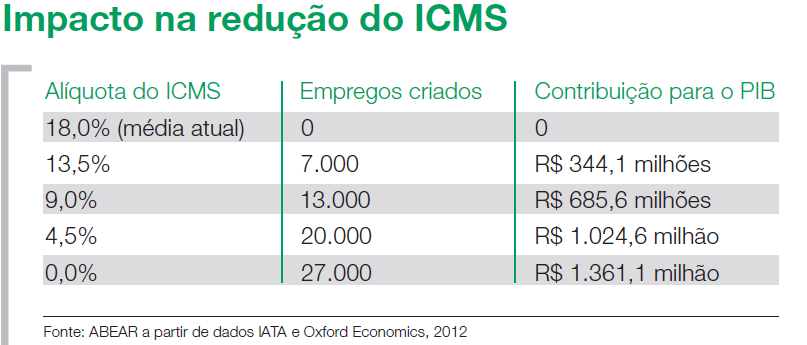 Impacto na redução do ICMS
Alíquota do ICMS Empregos criados Contribuição para o PIB
18,0% (média atual) 0 0
13,5% 7.000 R$ 344,1 milhões
9,0% 13.000 R$ 685,6 milhões
4,5% 20.000 R$ 1.024,6 milhão
0,0% 27.000 R$ 1.361,1 milhão
Fonte: ABEAR a partir de dados IATA e Oxford Economics, 2012